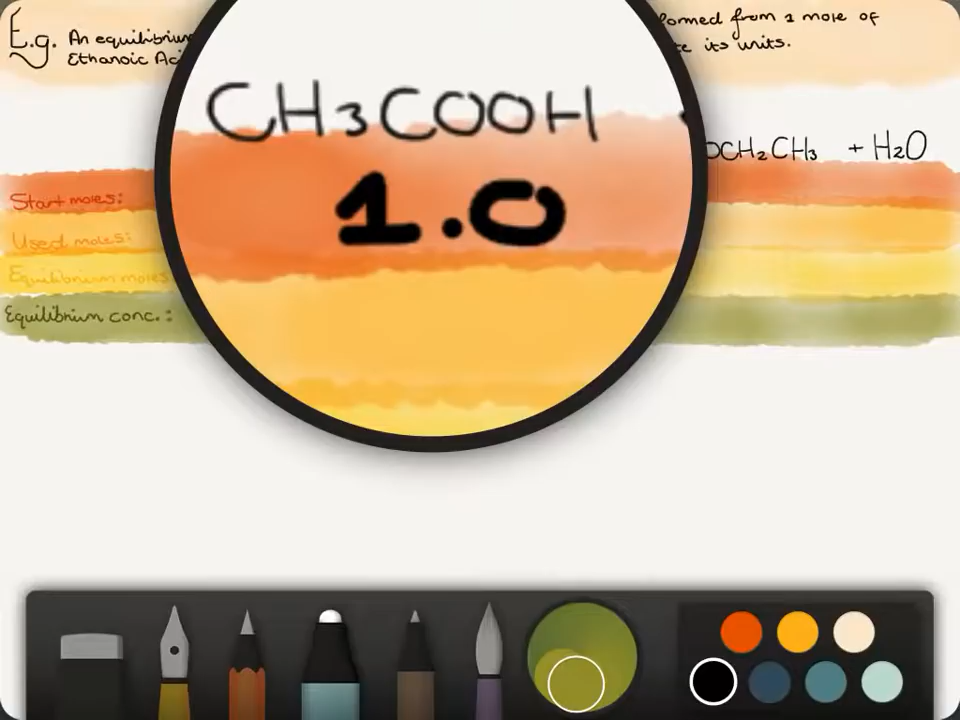 E.g. An equilibrium formed from 1 mole of
Ethanoic Ac its units.
CH₃COOH OCH₂CH₃ + H₂O
Start moles: 1.0
Used moles:
Equilibrium moles
Equilibrium conc.: